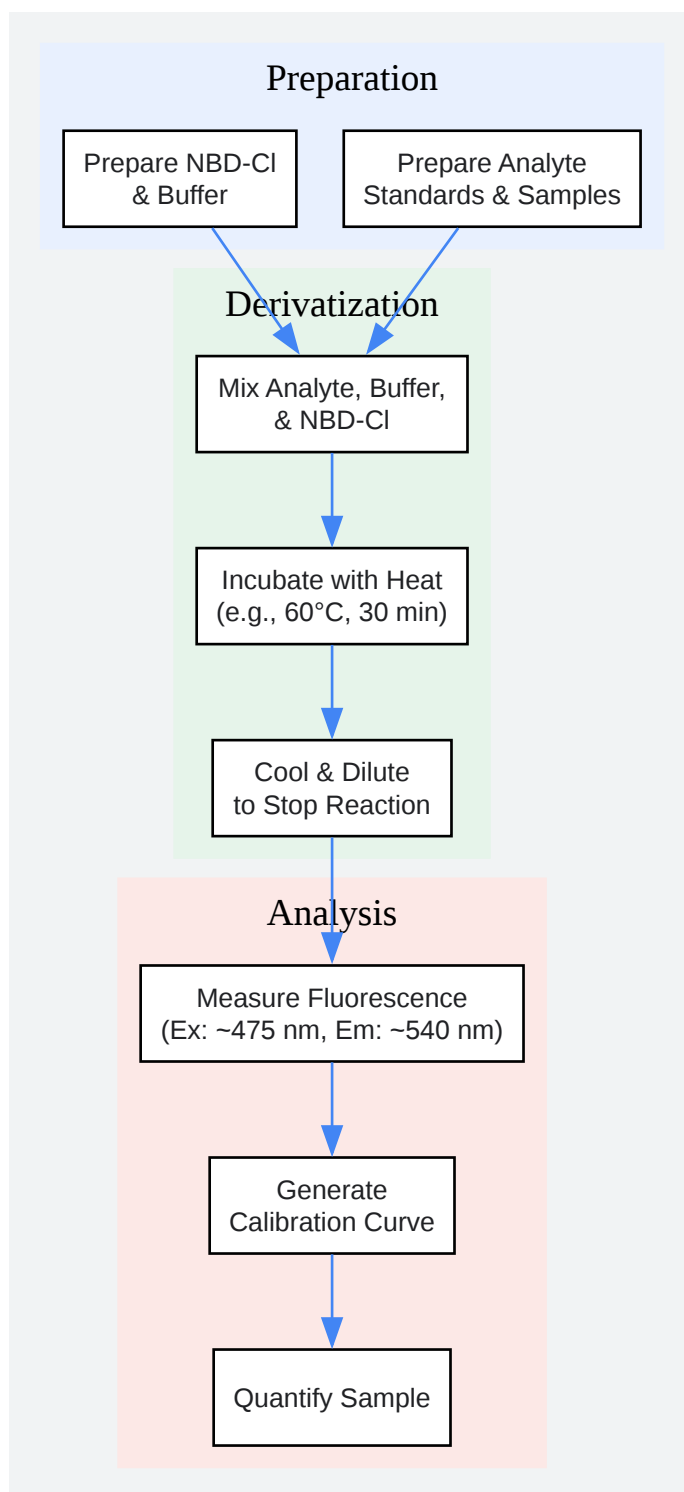 Preparation
Prepare NBD-Cl
& Buffer
Prepare Analyte
Standards & Samples
Derivatization
Mix Analyte, Buffer,
& NBD-Cl
Incubate with Heat
(e.g., 60°C, 30 min)
Cool & Dilute
to Stop Reaction
Analysis
Measure Fluorescence
(Ex: ~475 nm, Em: ~540 nm)
Generate
Calibration Curve
Quantify Sample